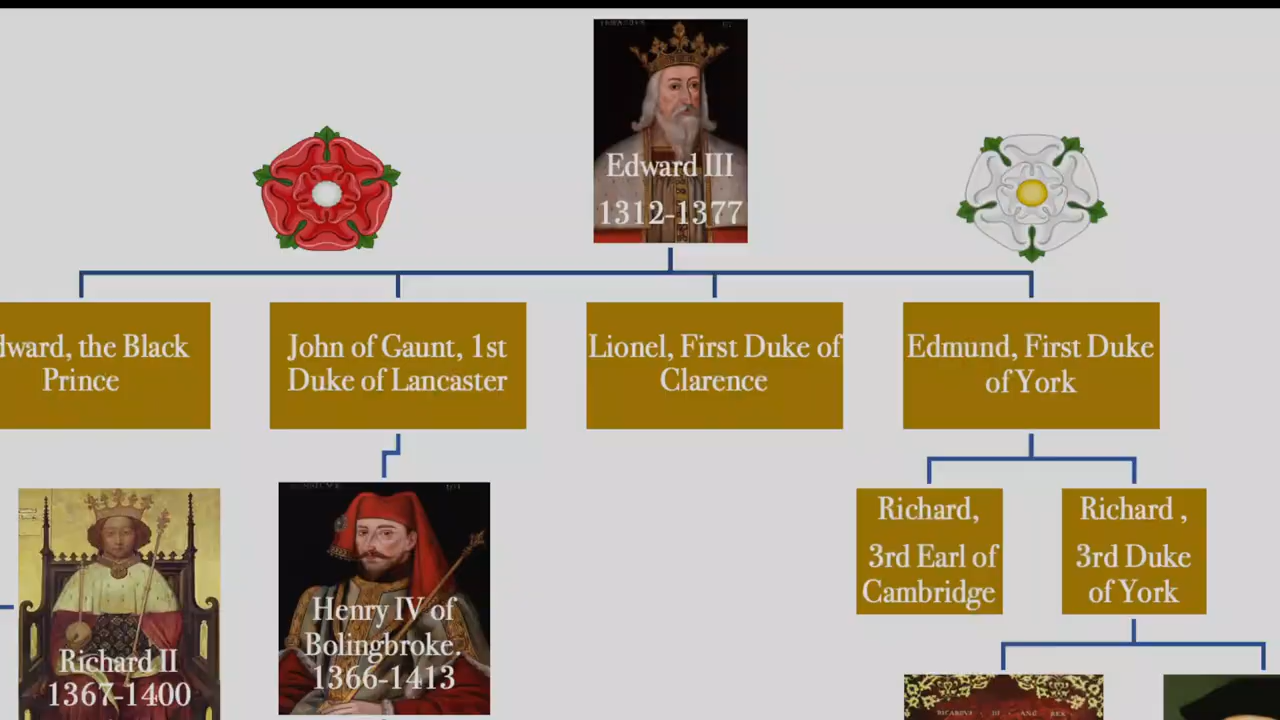 Edward III
1312-1377
dward, the Black
Prince
John of Gaunt, 1st
Duke of Lancaster
Lionel, First Duke of
Clarence
Edmund, First Duke
of York
Richard,
3rd Earl of
Cambridge
Richard ,
3rd Duke
of York
Richard II
1367-1400
Henry IV of
Bolingbroke.
1366-1413